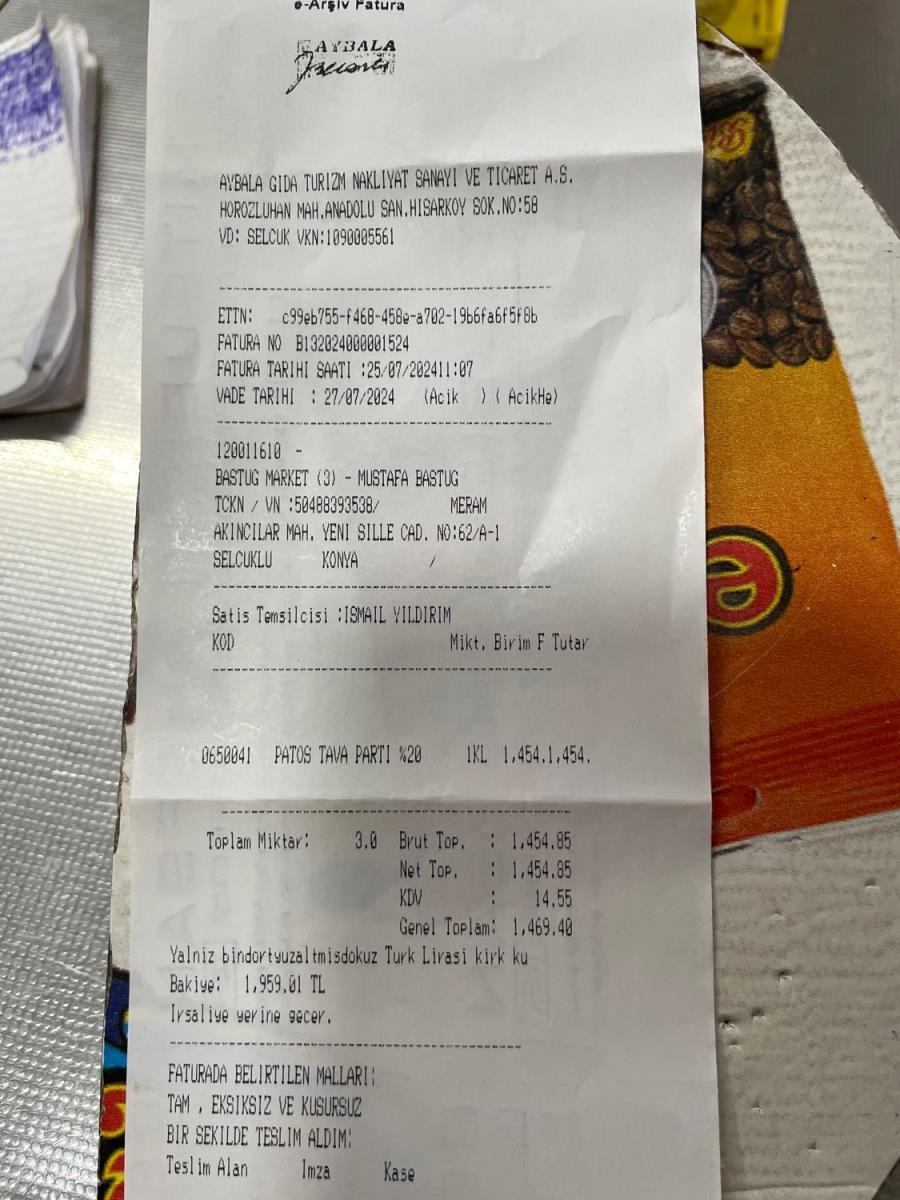 e-Arşiv Fatura
AYBALA
AYBALA GIDA TURIZM NAKLIYAT SANAYI VE TICARET A.S.
HOROZLUHAN MAH.ANADOLU SAN.HISARKOY SOK.NO:58
VD: SELCUK VKN:1090005561
ETTN: c99eb755-f468-458e-a702-19b6fa6f5f8b
FATURA NO B132024000001524
FATURA TARIHI SAATI :25/07/202411:07
VADE TARIHI : 27/07/2024 (Acik ) ( AcikHe)
120011610 -
BASTUG MARKET (3) - MUSTAFA BASTUG
TCKN / VN :50488393538/ MERAM
AKINCILAR MAH. YENI SILLE CAD. NO:62/A-1
SELCUKLU KONYA /
Satis Temsilcisi :ISMAIL YILDIRIM
KOD Mikt. Birim F Tutar
0650041 PATOS TAVA PARTI %20 1KL 1,454.1,454.
Toplam Miktar: 3.0 Brut Top. : 1,454.85
Net Top. : 1,454.85
KDV : 14.55
Genel Toplam: 1,469.40
Yalniz bindortyuzaltmisdokuz Turk Lirasi kirk ku
Bakiye: 1,959.01 TL
Irsaliye yerine gecer.
FATURADA BELIRTILEN MALLARI;
TAM , EKSIKSIZ VE KUSURSUZ
BIR SEKILDE TESLIM ALDIM;
Teslim Alan Imza Kase
e